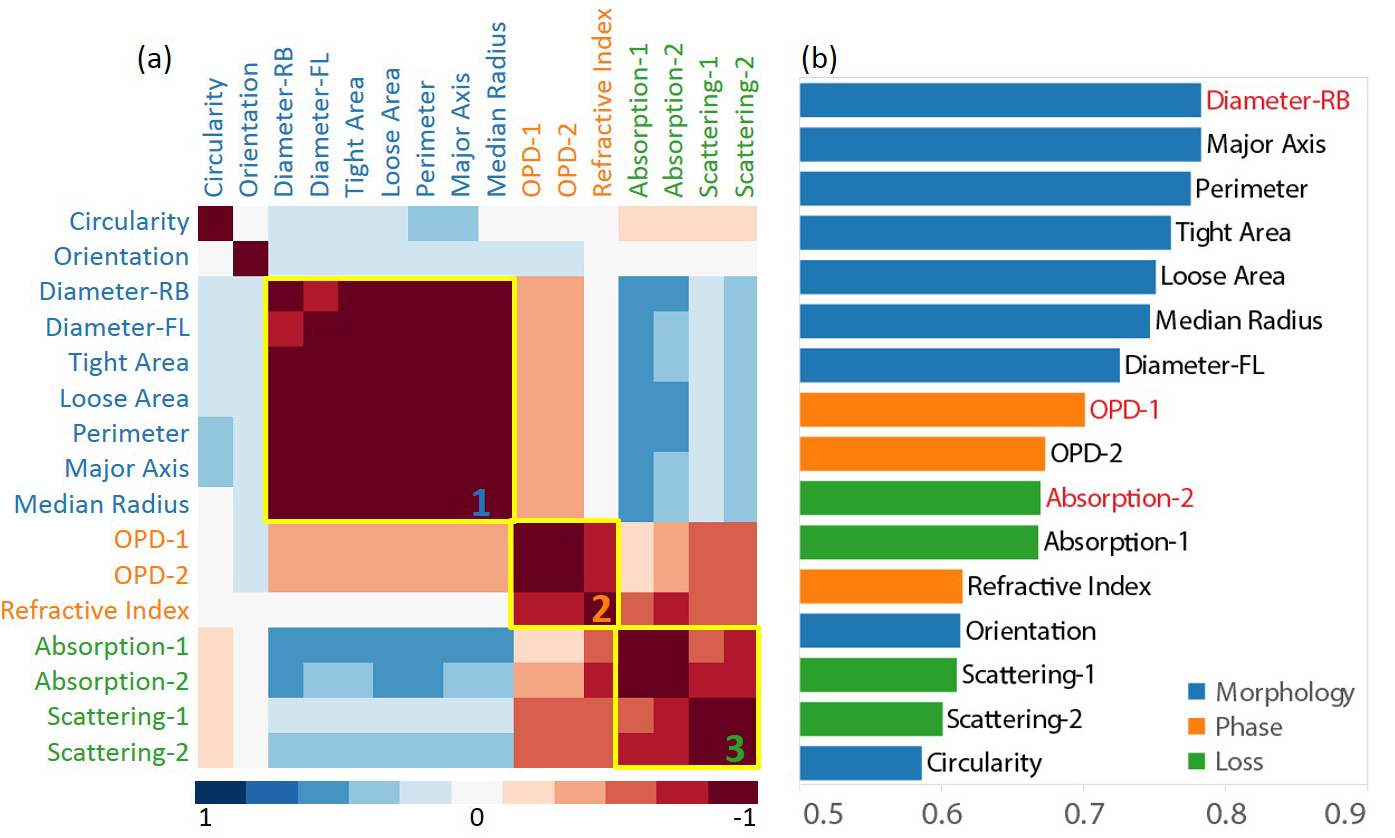 (a)
Circularity
Orientation
Diameter-RB
Diameter-FL
Tight Area
Loose Area
Perimeter
Major Axis
Median Radius
OPD-1
OPD-2
Refractive Index
Absorption-1
Absorption-2
Scattering-1
Scattering-2
Circularity
Orientation
Diameter-RB
Diameter-FL
Tight Area
Loose Area
Perimeter
Major Axis
Median Radius
OPD-1
OPD-2
Refractive Index
Absorption-1
Absorption-2
Scattering-1
Scattering-2
1
2
3
1
0
-1
(b)
Diameter-RB
Major Axis
Perimeter
Tight Area
Loose Area
Median Radius
Diameter-FL
OPD-1
OPD-2
Absorption-2
Absorption-1
Refractive Index
Orientation
Scattering-1
Scattering-2
Circularity
Morphology
Phase
Loss
0.5 0.6 0.7 0.8 0.9